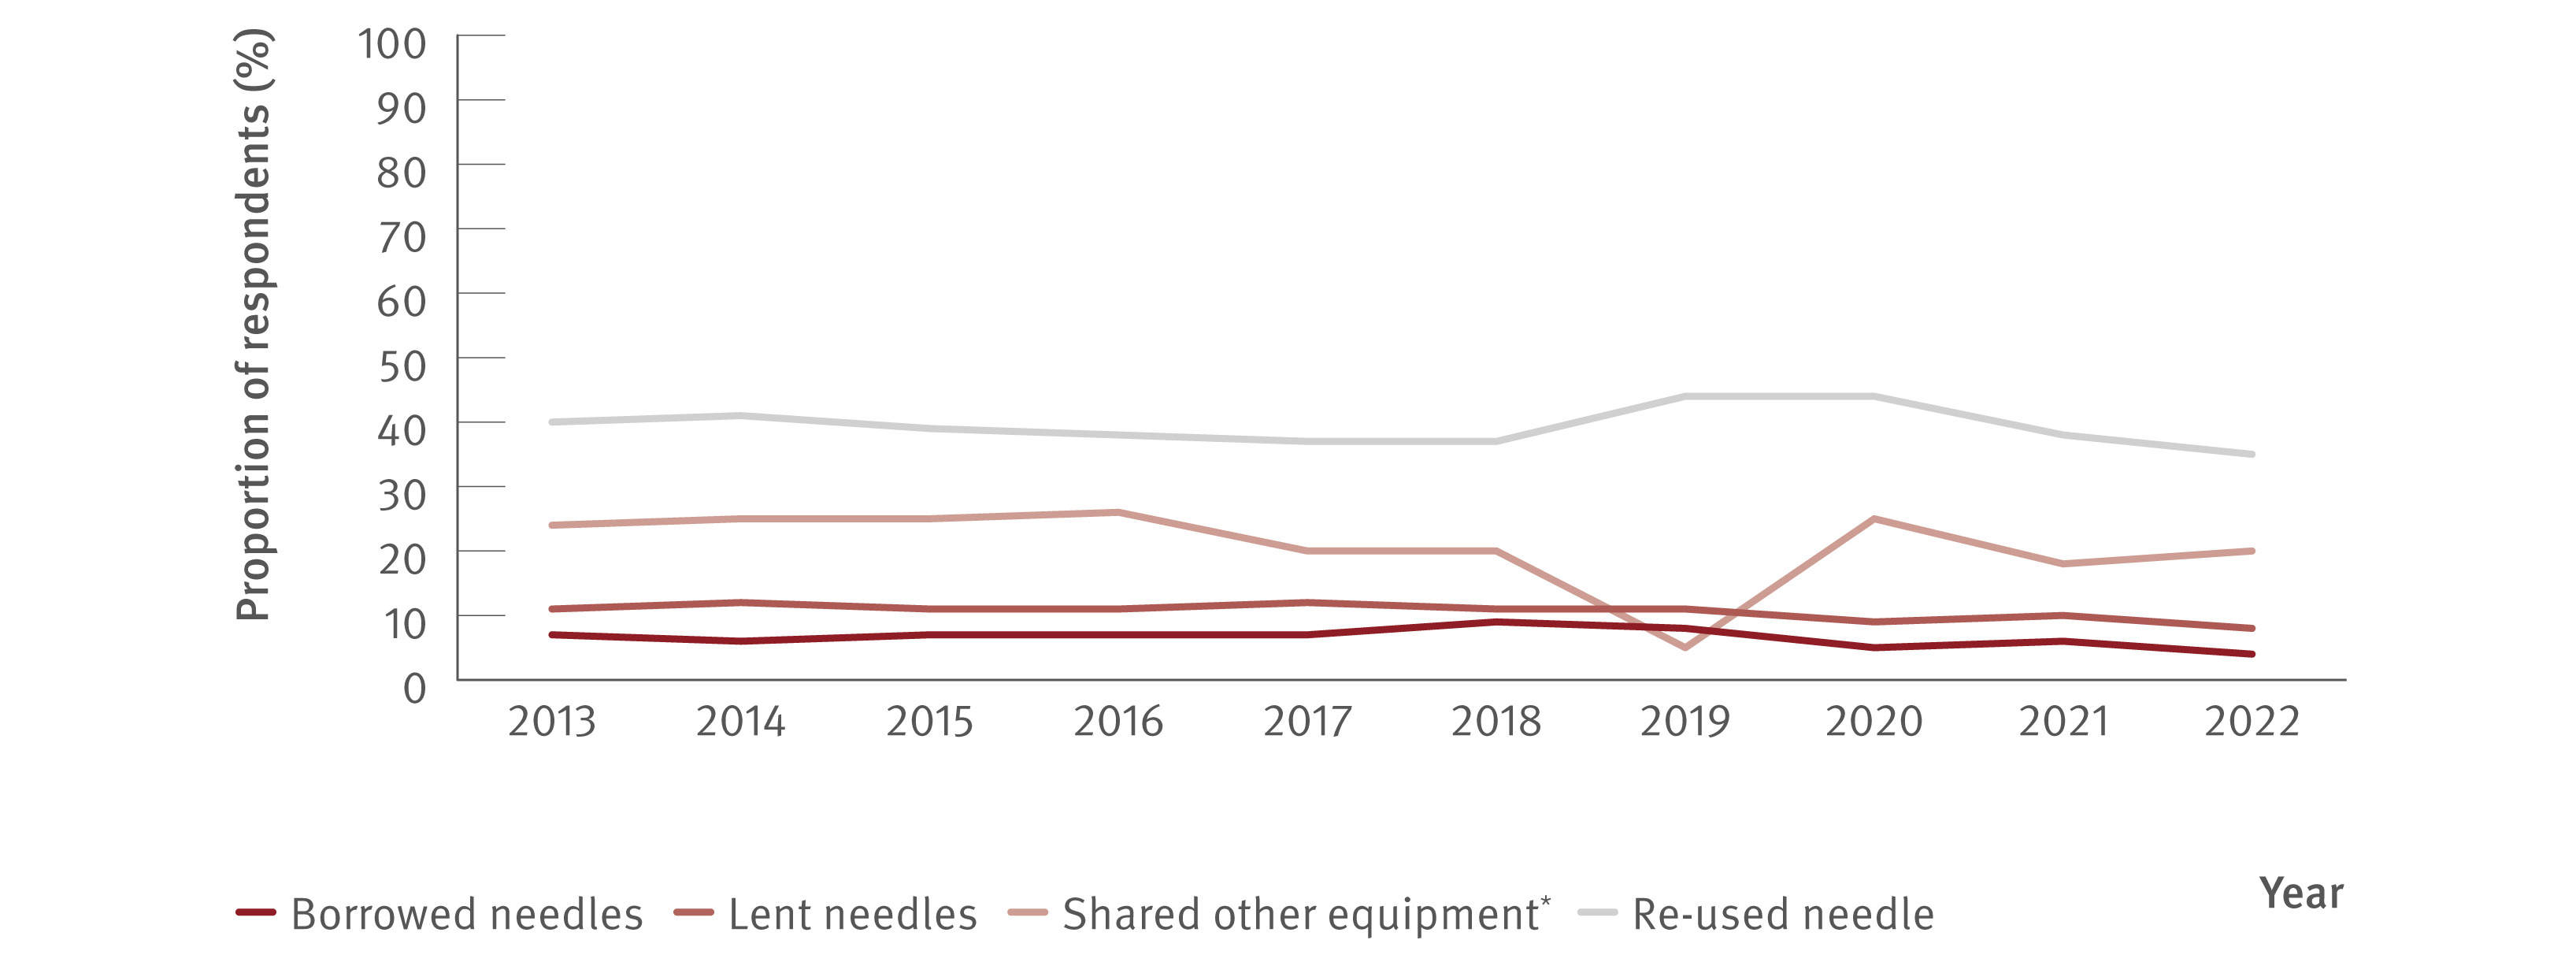 Proportion of respondents (%)
100
90
80
70
60
50
40
30
20
10
0
2013 2014 2015 2016 2017 2018 2019 2020 2021 2022
Year
Borrowed needles Lent needles Shared other equipment* Re-used needle